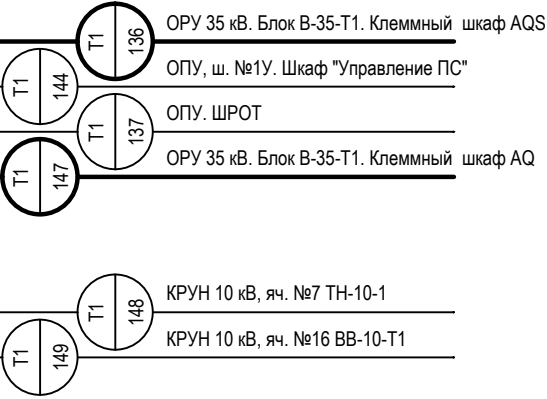 Т1 136 ОРУ 35 кВ. Блок В-35-Т1. Клеммный шкаф AQS
Т1 144 ОПУ, ш. №1У. Шкаф "Управление ПС"
Т1 137 ОПУ. ШРОТ
Т1 147 ОРУ 35 кВ. Блок В-35-Т1. Клеммный шкаф AQ
Т1 148 КРУН 10 кВ, яч. №7 ТН-10-1
Т1 149 КРУН 10 кВ, яч. №16 ВВ-10-Т1